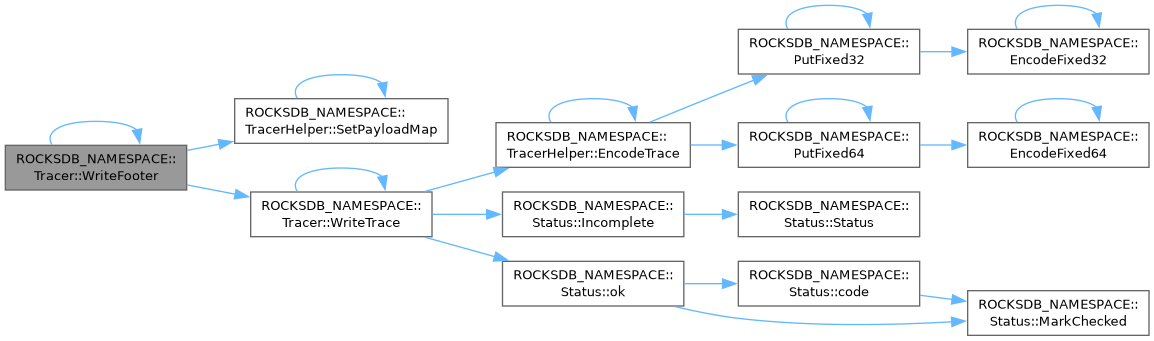 ROCKSDB_NAMESPACE::
Tracer::WriteFooter
ROCKSDB_NAMESPACE::
TracerHelper::SetPayloadMap
ROCKSDB_NAMESPACE::
Tracer::WriteTrace
ROCKSDB_NAMESPACE::
TracerHelper::EncodeTrace
ROCKSDB_NAMESPACE::
Status::Incomplete
ROCKSDB_NAMESPACE::
Status::ok
ROCKSDB_NAMESPACE::
PutFixed32
ROCKSDB_NAMESPACE::
PutFixed64
ROCKSDB_NAMESPACE::
Status::Status
ROCKSDB_NAMESPACE::
Status::code
ROCKSDB_NAMESPACE::
EncodeFixed32
ROCKSDB_NAMESPACE::
EncodeFixed64
ROCKSDB_NAMESPACE::
Status::MarkChecked